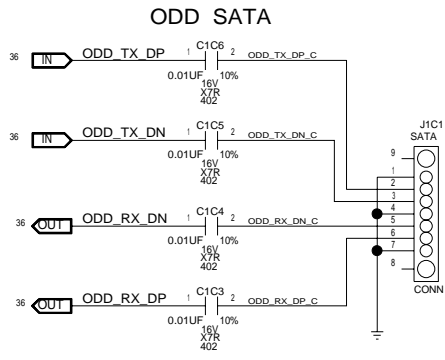 ODD SATA
36 IN ODD_TX_DP 1 C1C6 2 ODD_TX_DP_C
0.01UF 10%
16V
X7R
402
36 IN ODD_TX_DN 1 C1C5 2 ODD_TX_DN_C
0.01UF 10%
16V
X7R
402
36 OUT ODD_RX_DN 1 C1C4 2 ODD_RX_DN_C
0.01UF 10%
16V
X7R
402
36 OUT ODD_RX_DP 1 C1C3 2 ODD_RX_DP_C
0.01UF 10%
16V
X7R
402
J1C1
SATA
9
1
2
3
4
5
6
7
8
CONN